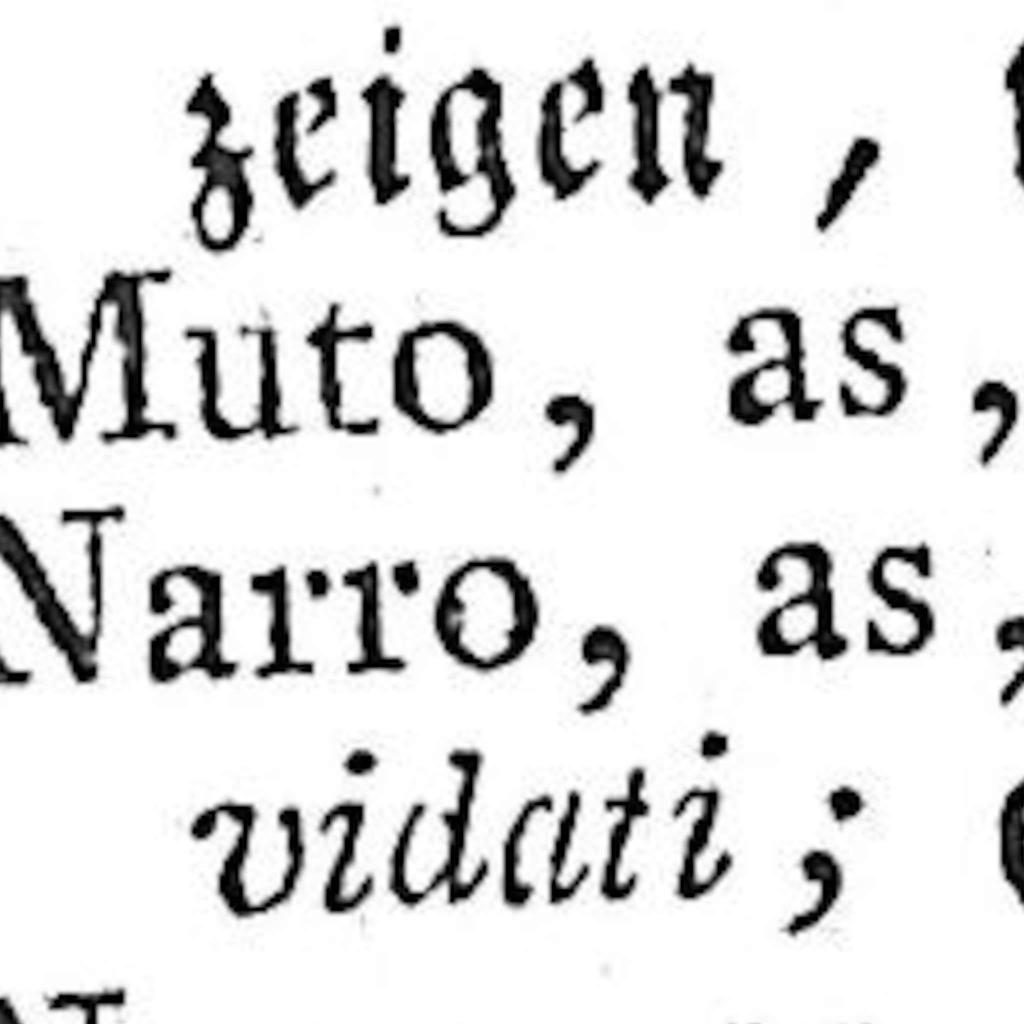 zeigen,
Muto, as,
Narro, as,
vidati;